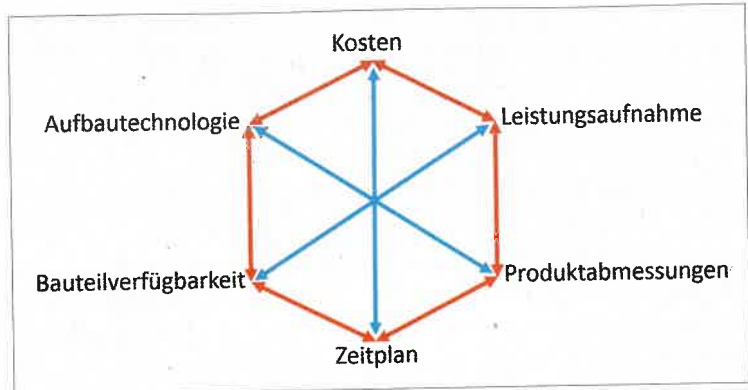 Kosten
Aufbautechnologie
Leistungsaufnahme
Bauteilverfügbarkeit
Produktabmessungen
Zeitplan